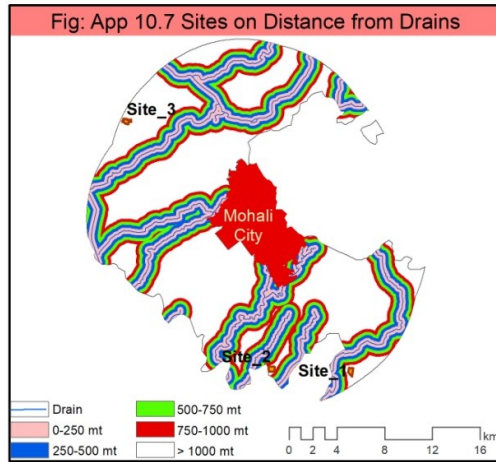 Fig: App 10.7 Sites on Distance from Drains
Site_3
Mohali
City
Site_2
Site_1
Drain
0-250 mt
250-500 mt
500-750 mt
750-1000 mt
> 1000 mt
km
0 1 2 4 8 12 16